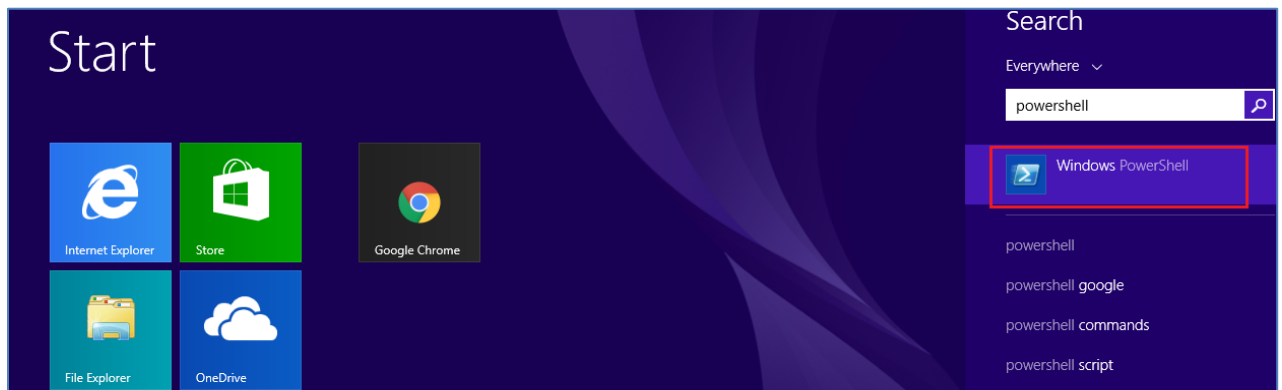 Start
Internet Explorer
Store
Google Chrome
File Explorer
OneDrive
Search
Everywhere
powershell
Windows PowerShell
powershell
powershell google
powershell commands
powershell script